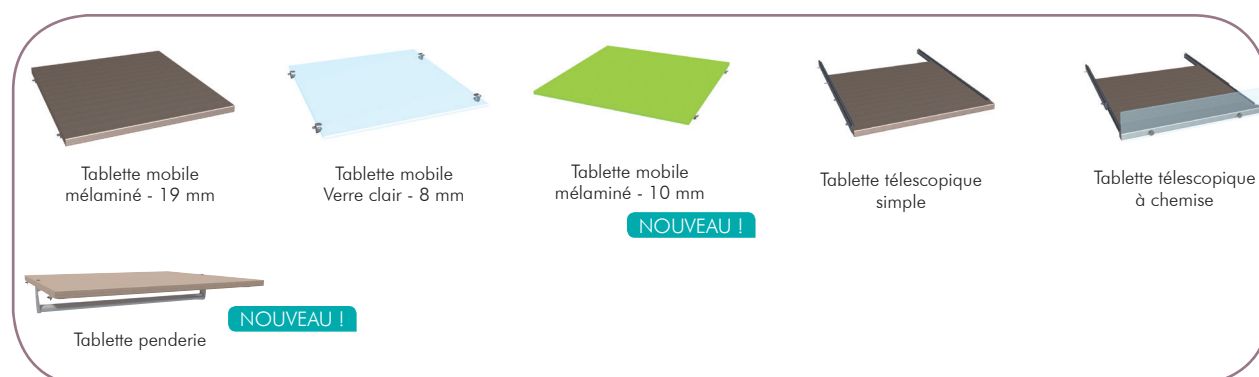 Tablette mobile
mélaminé - 19 mm
Tablette mobile
Verre clair - 8 mm
Tablette mobile
mélaminé - 10 mm
NOUVEAU !
Tablette télescopique
simple
Tablette télescopique
à chemise
Tablette penderie
NOUVEAU !